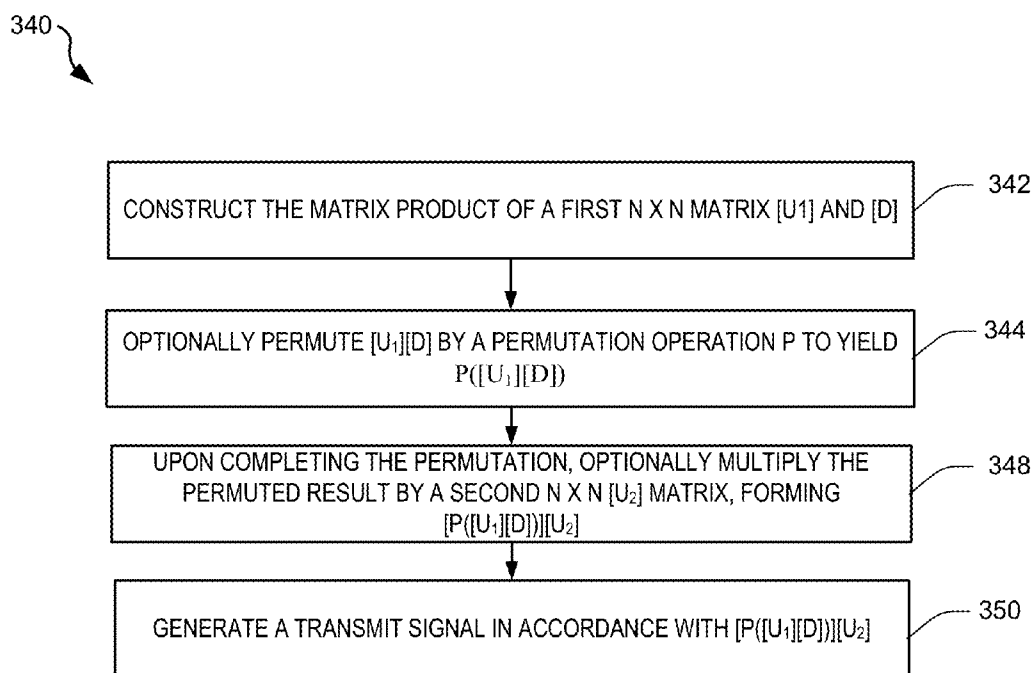 340
CONSTRUCT THE MATRIX PRODUCT OF A FIRST N X N MATRIX [U1] AND [D]
342
OPTIONALLY PERMUTE [U₁][D] BY A PERMUTATION OPERATION P TO YIELD
P([U₁][D])
344
UPON COMPLETING THE PERMUTATION, OPTIONALLY MULTIPLY THE
PERMUTED RESULT BY A SECOND N X N [U₂] MATRIX, FORMING
[P([U₁][D])][U₂]
348
GENERATE A TRANSMIT SIGNAL IN ACCORDANCE WITH [P([U₁][D])][U₂]
350